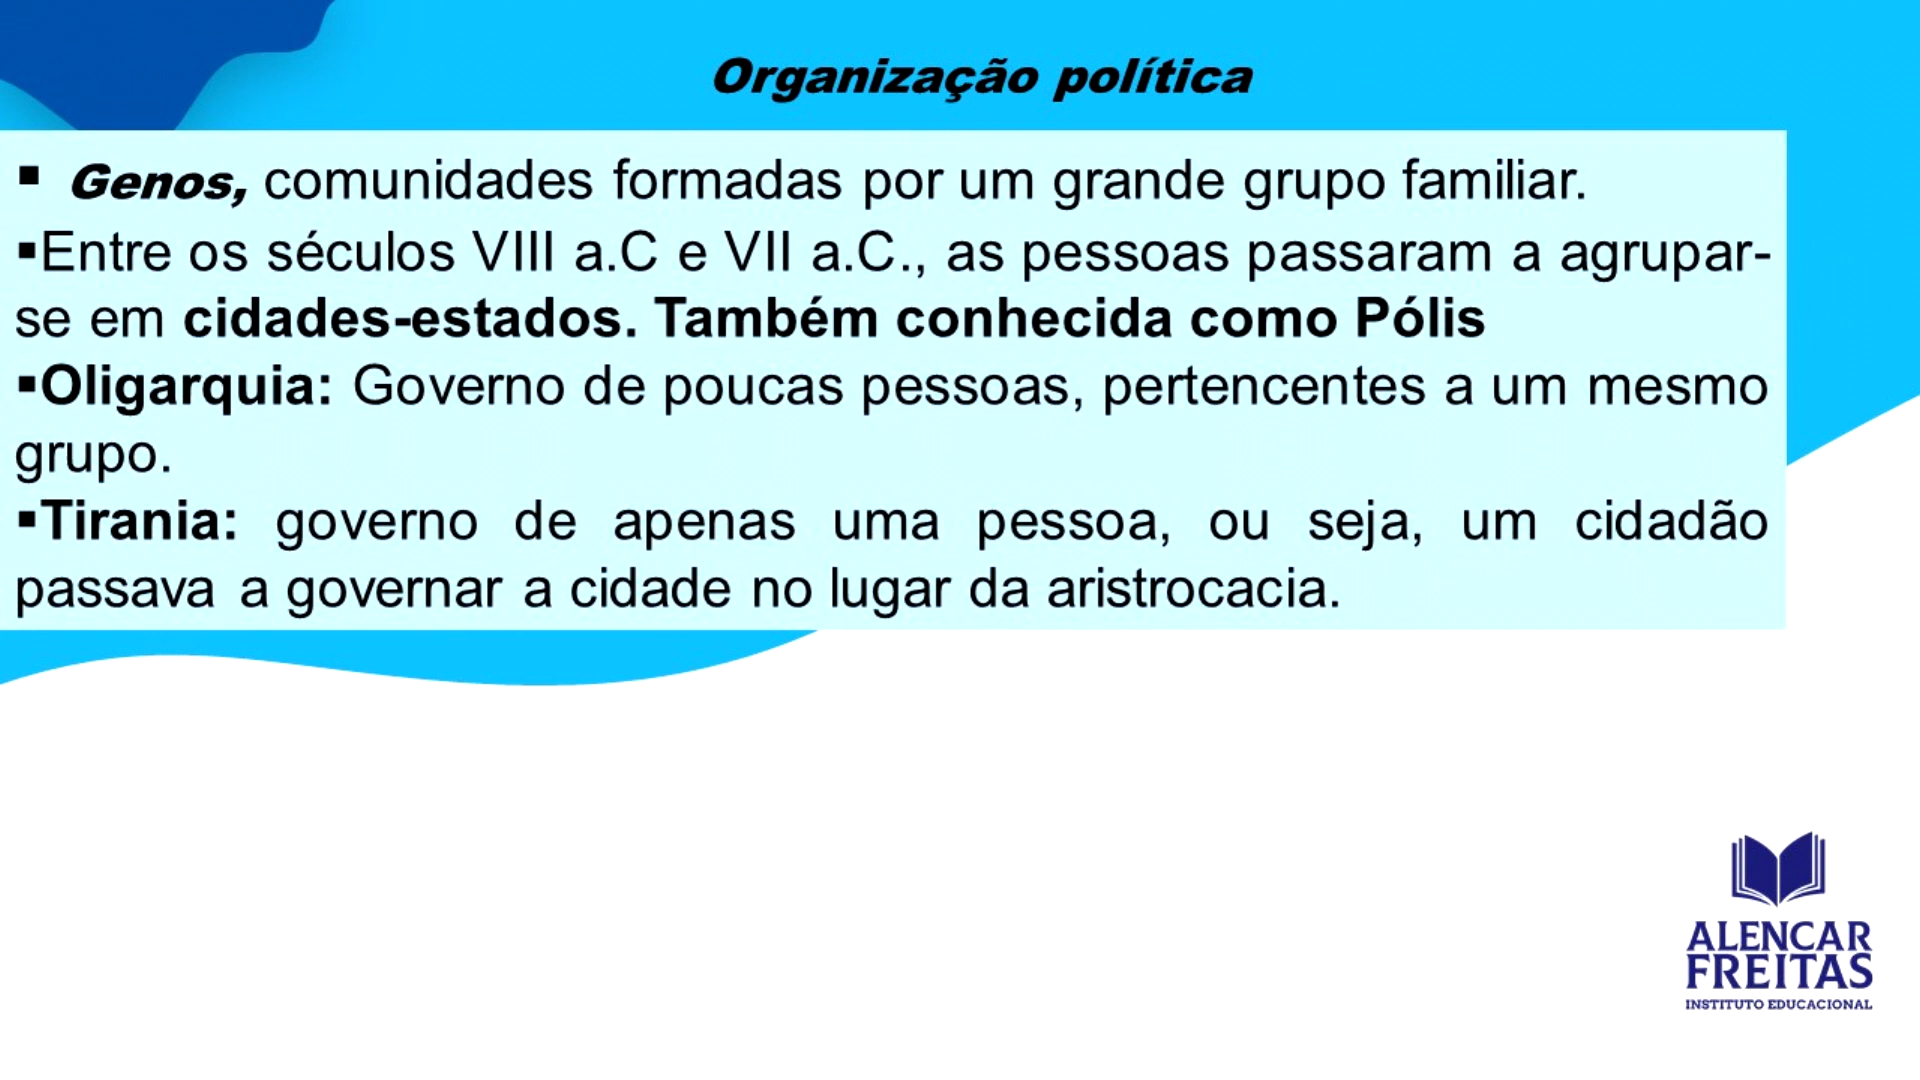 Organização política
▪ Genos, comunidades formadas por um grande grupo familiar.
▪Entre os séculos VIII a.C e VII a.C., as pessoas passaram a agrupar-
se em cidades-estados. Também conhecida como Pólis
▪Oligarquia: Governo de poucas pessoas, pertencentes a um mesmo
grupo.
▪Tirania: governo de apenas uma pessoa, ou seja, um cidadão
passava a governar a cidade no lugar da aristrocacia.
ALENCAR
FREITAS
INSTITUTO EDUCACIONAL